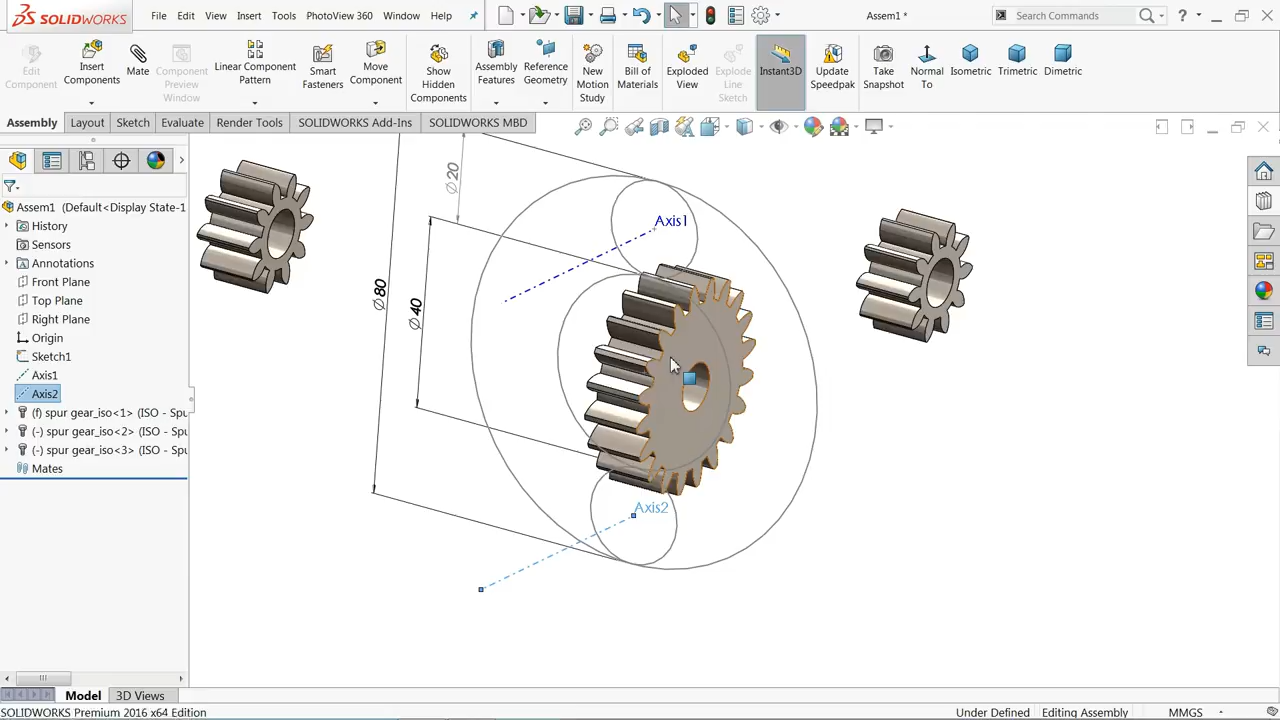 SOLIDWORKS
File Edit View Insert Tools PhotoView 360 Window Help
Assem1 *
Search Commands
Edit Component
Insert Components
Mate
Component Preview Window
Linear Component Pattern
Smart Fasteners
Move Component
Show Hidden Components
Assembly Features
Reference Geometry
New Motion Study
Bill of Materials
Exploded View
Explode Line Sketch
Instant3D
Update Speedpak
Take Snapshot
Normal To
Isometric
Trimetric
Dimetric
Assembly Layout Sketch Evaluate Render Tools SOLIDWORKS Add-Ins SOLIDWORKS MBD
Assem1 (Default<Display State-1
History
Sensors
Annotations
Front Plane
Top Plane
Right Plane
Origin
Sketch1
Axis1
Axis2
(f) spur gear_iso<1> (ISO - Spu
(-) spur gear_iso<2> (ISO - Spu
(-) spur gear_iso<3> (ISO - Spu
Mates
∅20
Axis1
∅80
∅40
Axis2
Model 3D Views
SOLIDWORKS Premium 2016 x64 Edition
Under Defined Editing Assembly MMGS